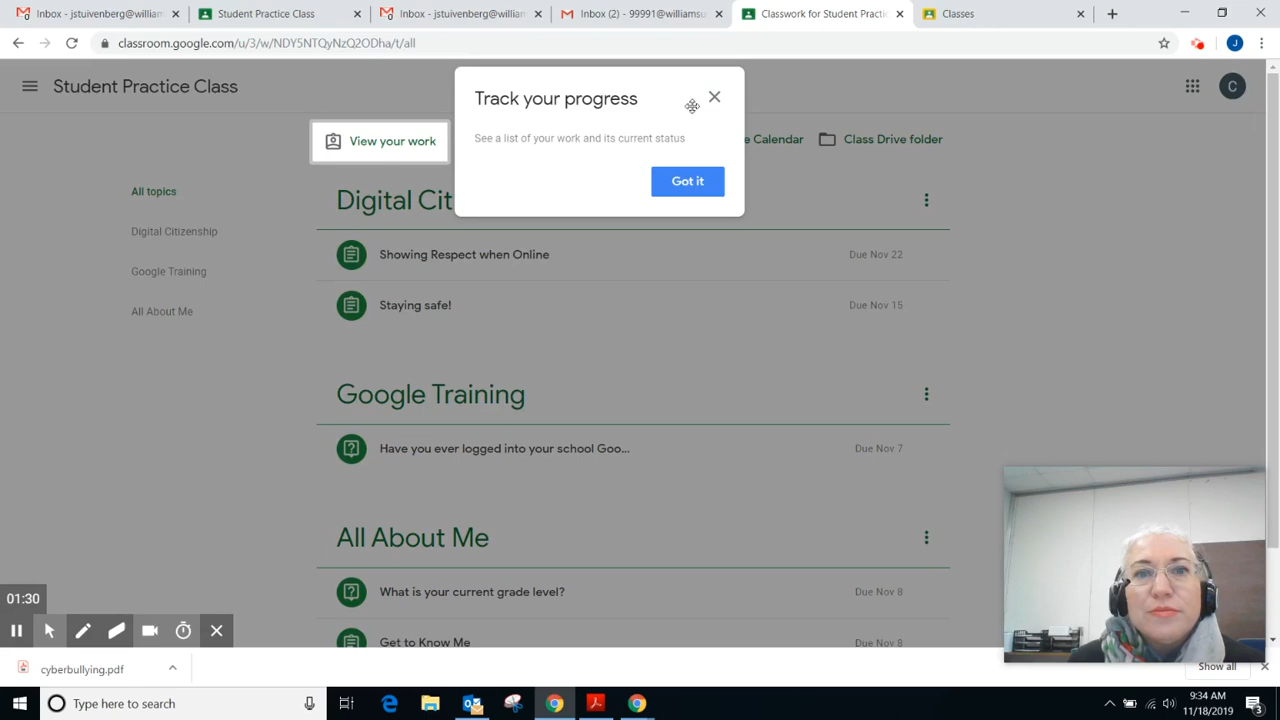 Inbox - jstuivenberg@william
Student Practice Class
Inbox - jstuivenberg@william
Inbox (2) - 99991@williamsu
Classwork for Student Practic
Classes
classroom.google.com/u/3/w/NDY5NTQyNzQ2ODha/t/all
J
Student Practice Class
C
Track your progress
See a list of your work and its current status
Got it
View your work
e Calendar
Class Drive folder
All topics
Digital Citizenship
Google Training
All About Me
Digital Cit
Showing Respect when Online
Due Nov 22
Staying safe!
Due Nov 15
Google Training
Have you ever logged into your school Goo...
Due Nov 7
All About Me
What is your current grade level?
Due Nov 8
Get to Know Me
Due Nov 8
01:30
cyberbullying.pdf
Show all
Type here to search
9:34 AM
11/18/2019
3